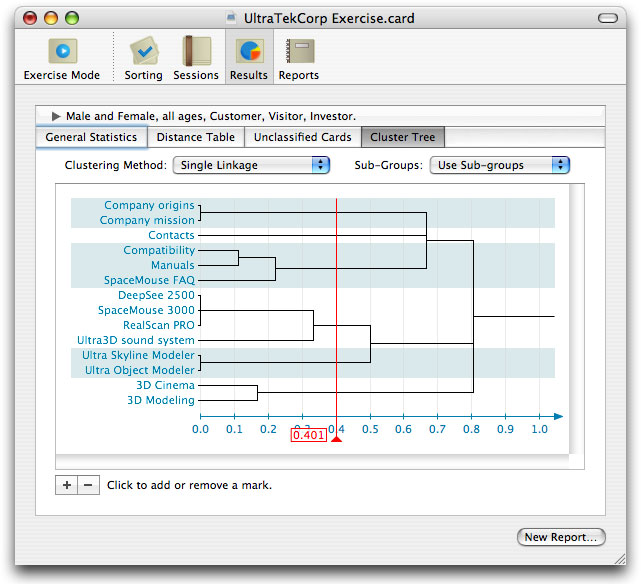 UltraTekCorp Exercise.card
Exercise Mode Sorting Sessions Results Reports
Male and Female, all ages, Customer, Visitor, Investor.
General Statistics Distance Table Unclassified Cards Cluster Tree
Clustering Method: Single Linkage Sub-Groups: Use Sub-groups
Company origins
Company mission
Contacts
Compatibility
Manuals
SpaceMouse FAQ
DeepSee 2500
SpaceMouse 3000
RealScan PRO
Ultra3D sound system
Ultra Skyline Modeler
Ultra Object Modeler
3D Cinema
3D Modeling
0.0 0.1 0.2 0.3 0.4 0.5 0.6 0.7 0.8 0.9 1.0
0.401
+ − Click to add or remove a mark.
New Report...